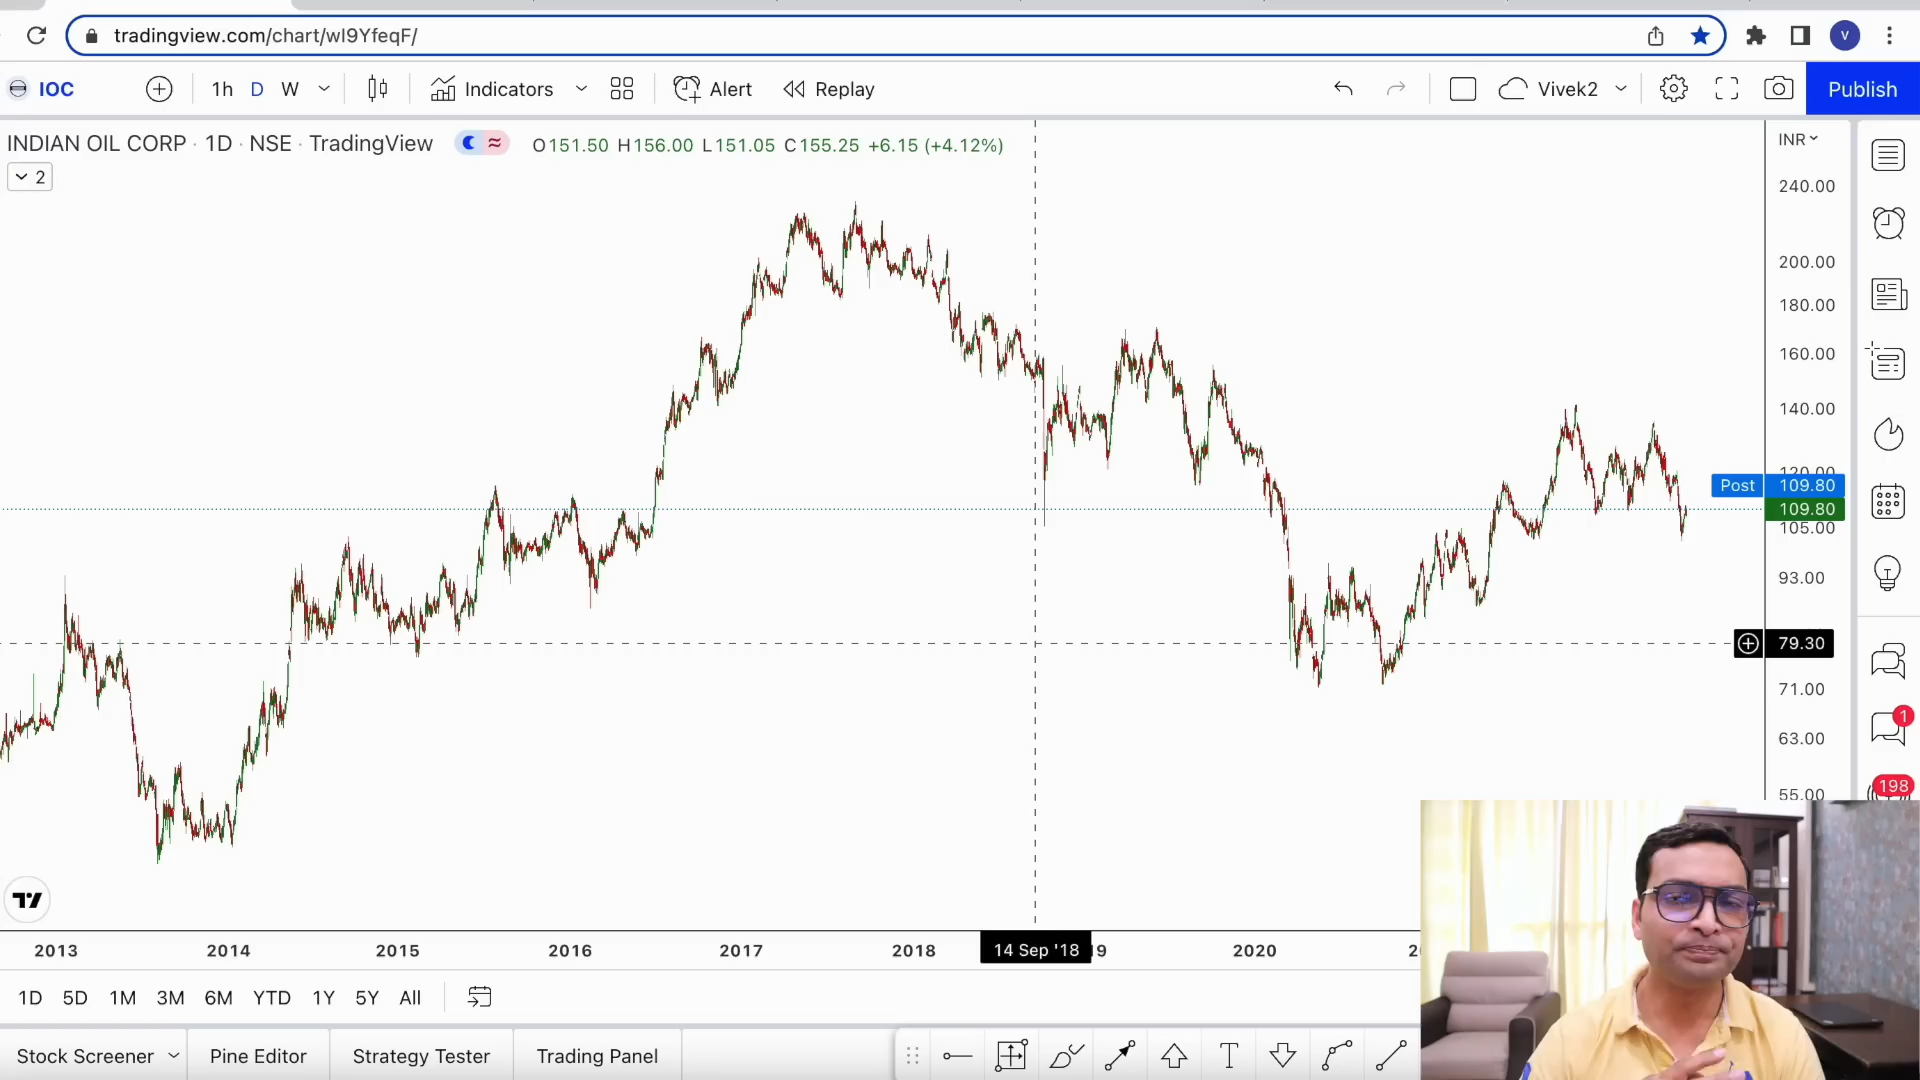 tradingview.com/chart/wI9YfeqF/
V
IOC
1h D W
Indicators
Alert
Replay
Vivek2
Publish
INDIAN OIL CORP · 1D · NSE · TradingView
O151.50 H156.00 L151.05 C155.25 +6.15 (+4.12%)
INR
2
240.00
200.00
180.00
160.00
140.00
120.00
Post 109.80
109.80
105.00
93.00
79.30
71.00
63.00
55.00
1
198
2013 2014 2015 2016 2017 2018 14 Sep '18 2020
1D 5D 1M 3M 6M YTD 1Y 5Y All
Stock Screener
Pine Editor
Strategy Tester
Trading Panel
T